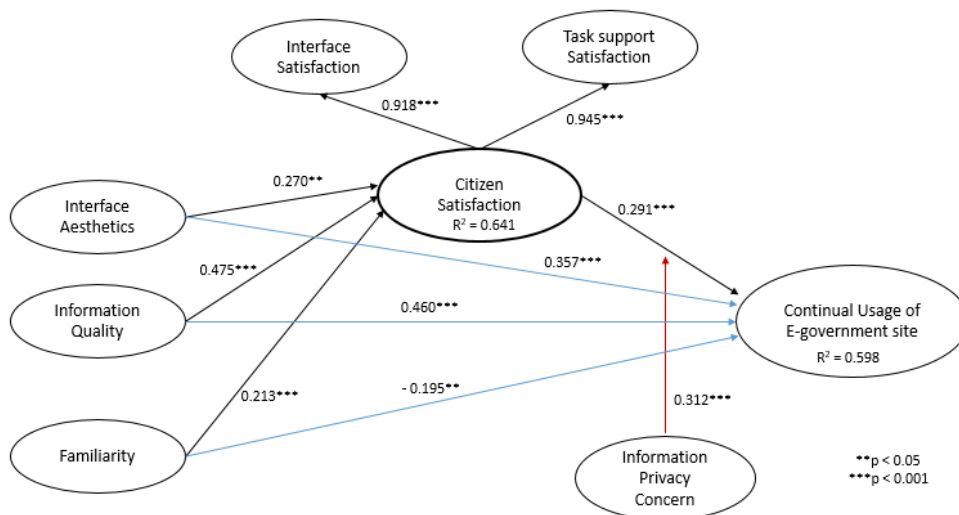 Interface
Satisfaction
Task support
Satisfaction
0.918***
0.945***
Citizen
Satisfaction
R² = 0.641
0.270**
0.291***
Interface
Aesthetics
0.475***
0.357***
Information
Quality
0.460***
Continual Usage of
E-government site
R² = 0.598
0.213***
- 0.195**
0.312***
Familiarity
Information
Privacy
Concern
**p < 0.05
***p < 0.001